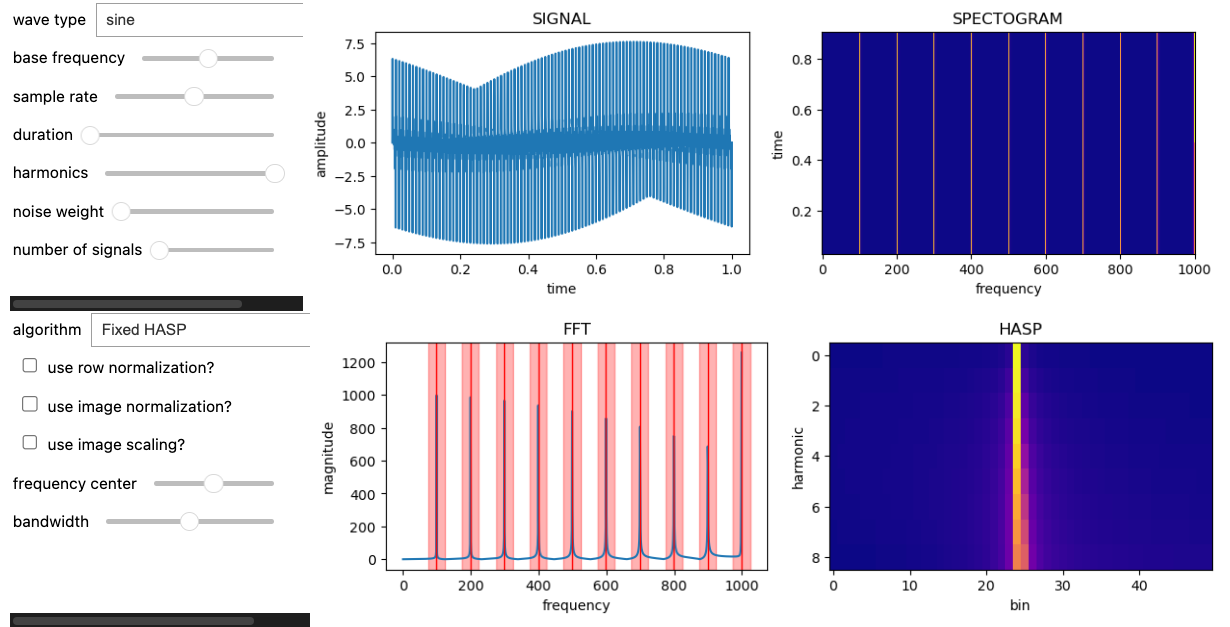 wave type sine
base frequency
sample rate
duration
harmonics
noise weight
number of signals
algorithm Fixed HASP
use row normalization?
use image normalization?
use image scaling?
frequency center
bandwidth
SIGNAL
7.5
5.0
2.5
0.0
−2.5
−5.0
−7.5
amplitude
0.0 0.2 0.4 0.6 0.8 1.0
time
SPECTOGRAM
0.8
0.6
0.4
0.2
time
0 200 400 600 800 1000
frequency
FFT
1200
1000
800
600
400
200
0
magnitude
0 200 400 600 800 1000
frequency
HASP
0
2
4
6
8
harmonic
0 10 20 30 40
bin